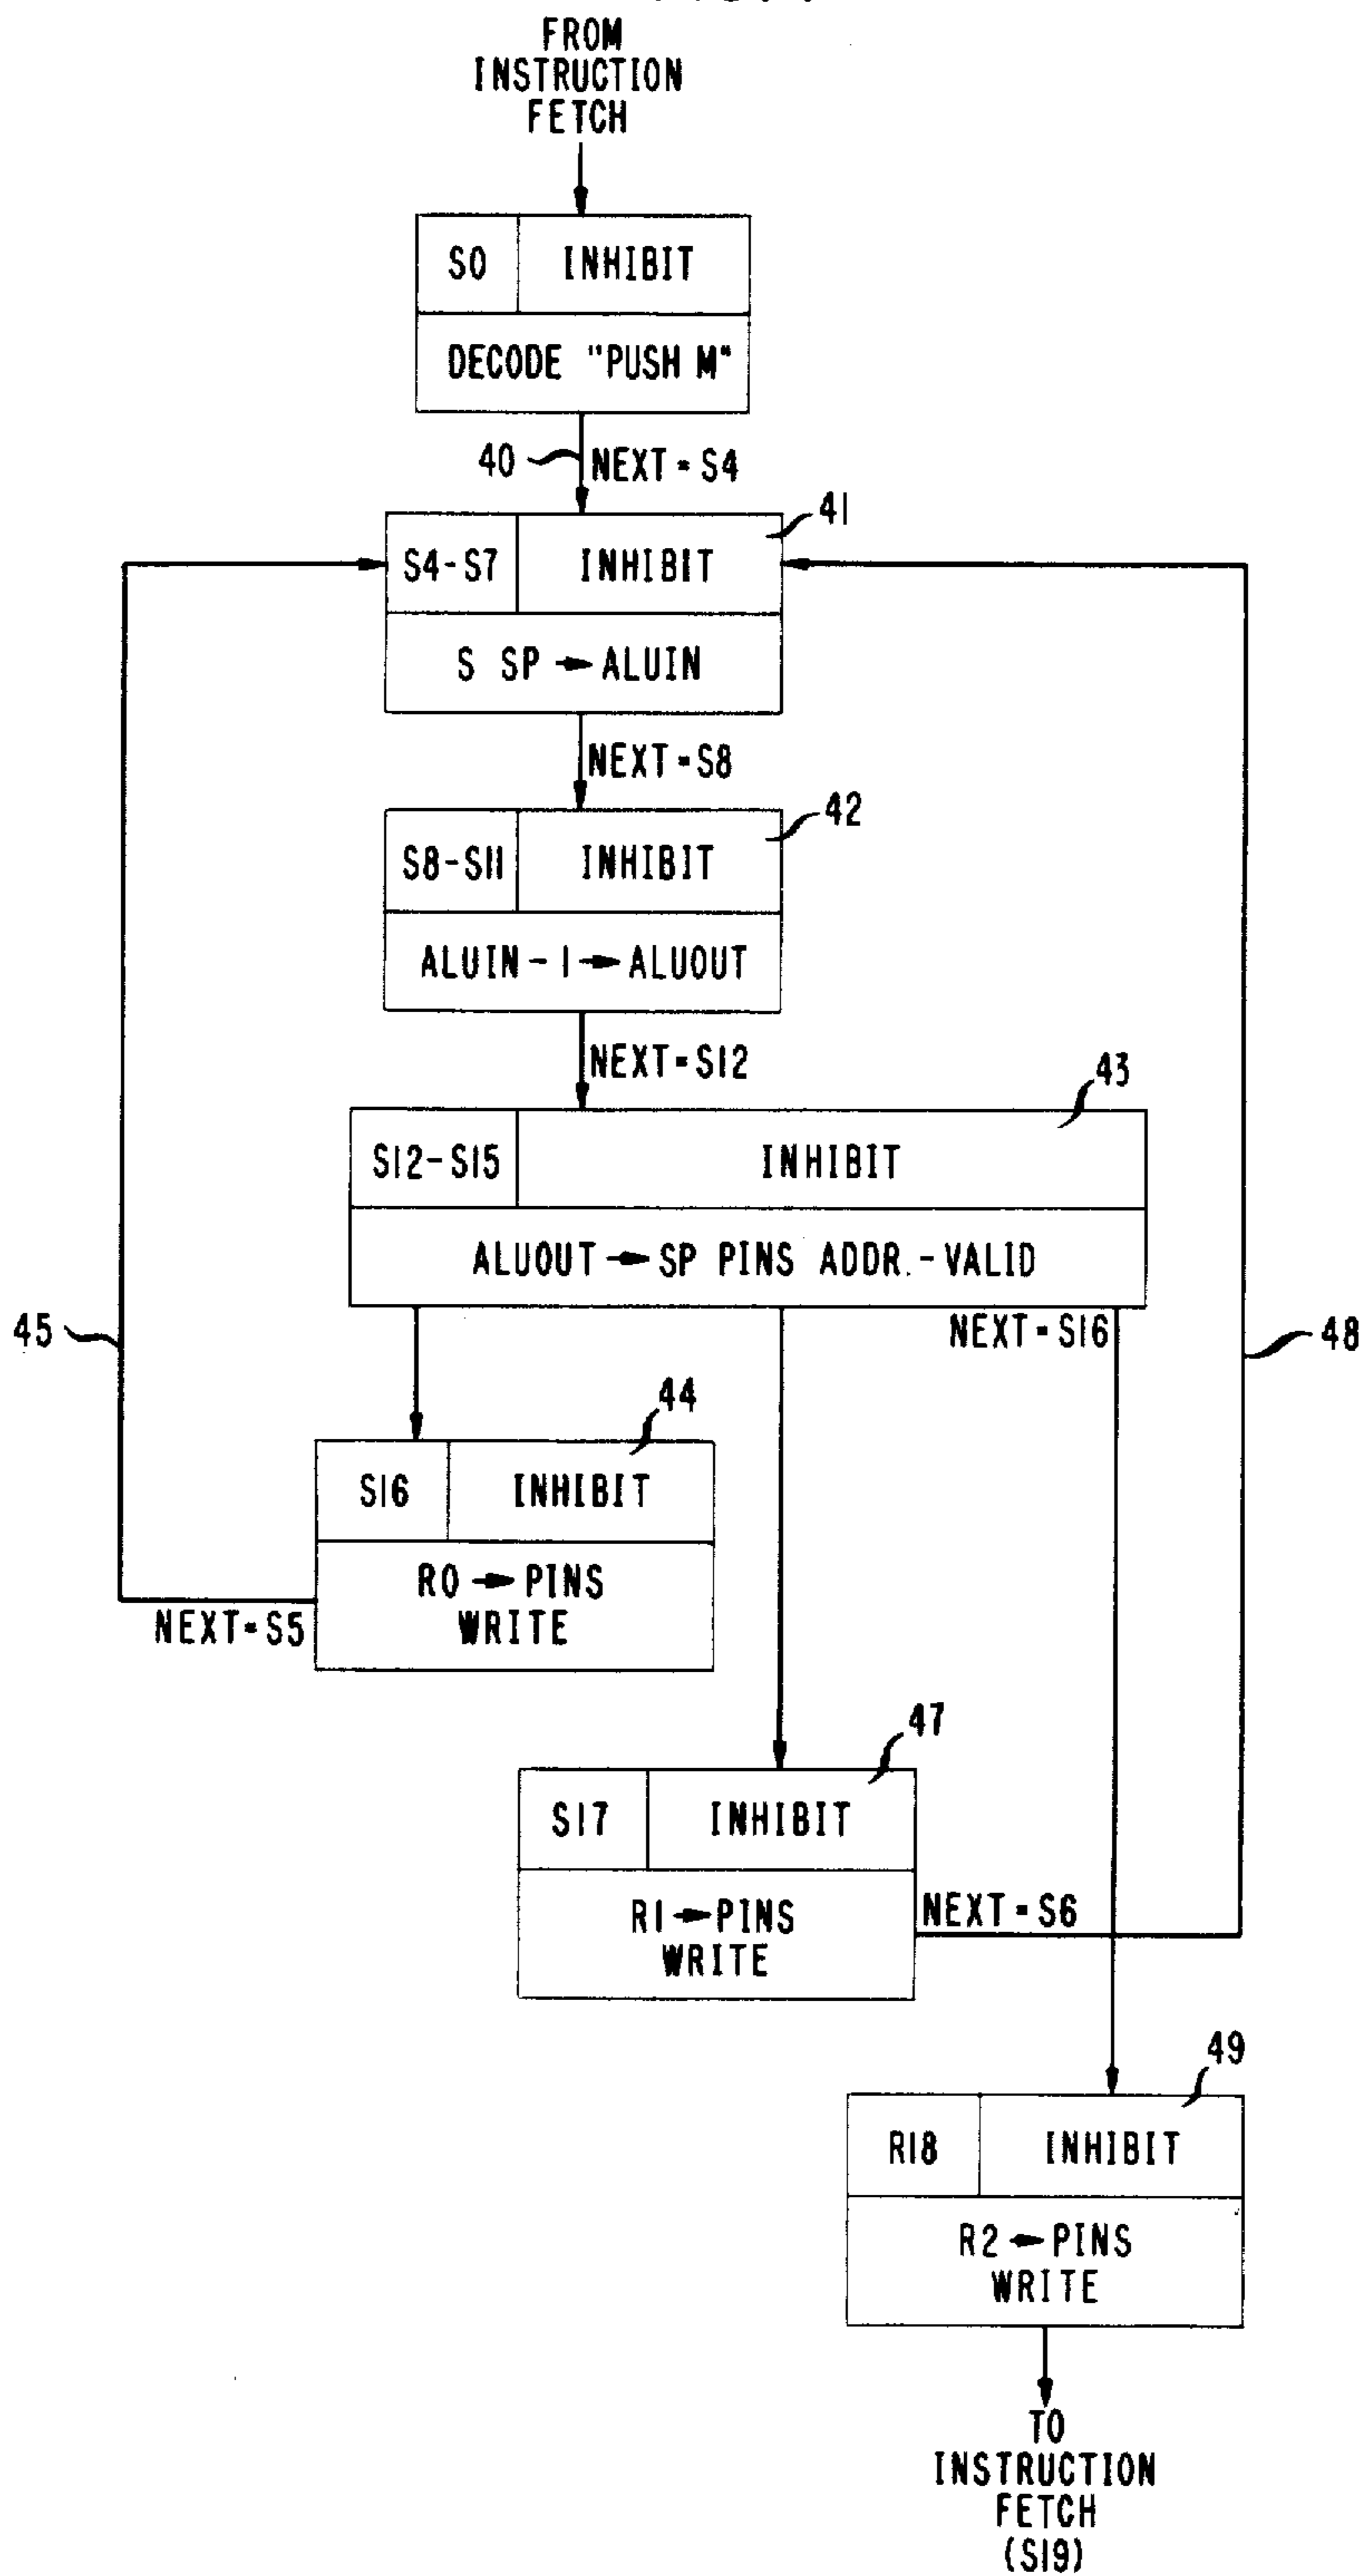 FROM
INSTRUCTION
FETCH
S0 INHIBIT
DECODE "PUSH M"
40 NEXT=S4
41
S4-S7 INHIBIT
S SP → ALUIN
NEXT=S8
42
S8-S11 INHIBIT
ALUIN-1→ALUOUT
NEXT=S12
43
S12-S15 INHIBIT
ALUOUT→SP PINS ADDR.-VALID
45 NEXT=S16 48
44
S16 INHIBIT
R0→PINS
WRITE
NEXT=S5
47
S17 INHIBIT
R1→PINS
WRITE
NEXT=S6
49
R18 INHIBIT
R2→PINS
WRITE
TO
INSTRUCTION
FETCH
(S19)